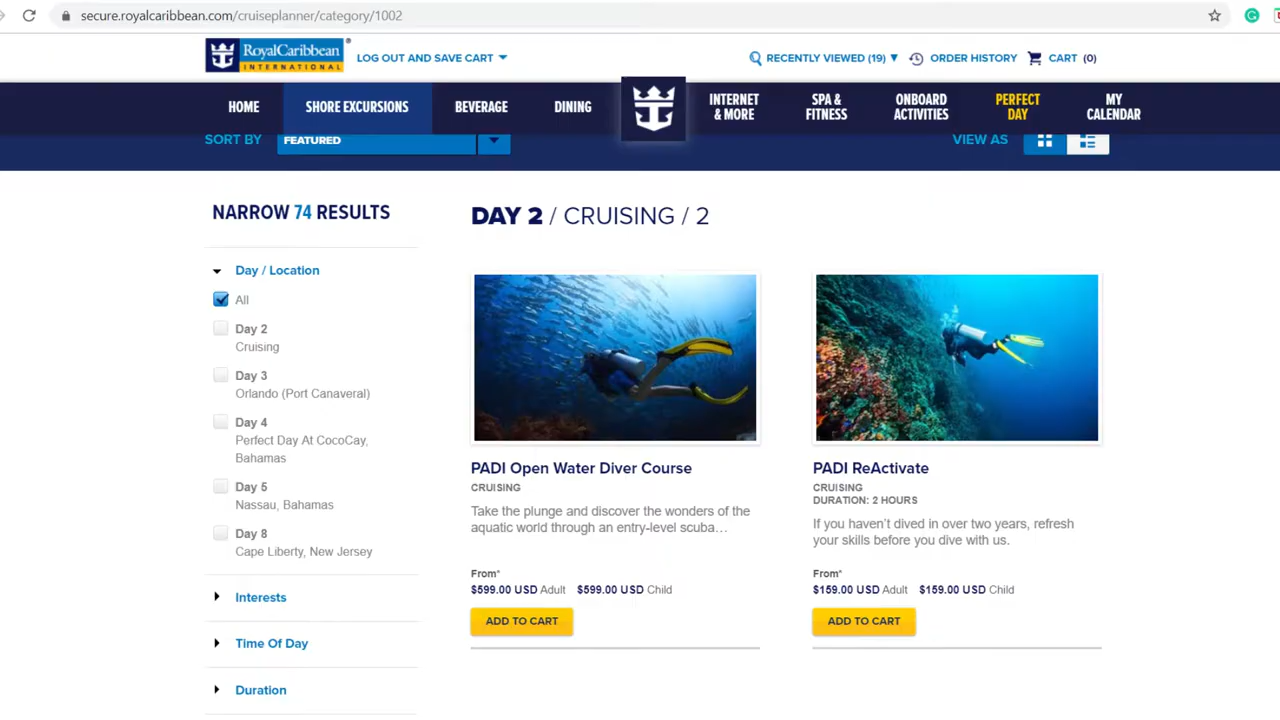 secure.royalcaribbean.com/cruiseplanner/category/1002
RoyalCaribbean®
INTERNATIONAL
LOG OUT AND SAVE CART
RECENTLY VIEWED (19)
ORDER HISTORY
CART (0)
HOME
SHORE EXCURSIONS
BEVERAGE
DINING
INTERNET
& MORE
SPA &
FITNESS
ONBOARD
ACTIVITIES
PERFECT
DAY
MY
CALENDAR
SORT BY
FEATURED
VIEW AS
NARROW 74 RESULTS
Day / Location
All
Day 2
Cruising
Day 3
Orlando (Port Canaveral)
Day 4
Perfect Day At CocoCay,
Bahamas
Day 5
Nassau, Bahamas
Day 8
Cape Liberty, New Jersey
Interests
Time Of Day
Duration
DAY 2 / CRUISING / 2
PADI Open Water Diver Course
CRUISING
Take the plunge and discover the wonders of the
aquatic world through an entry-level scuba…
From*
$599.00 USD Adult $599.00 USD Child
ADD TO CART
PADI ReActivate
CRUISING
DURATION: 2 HOURS
If you haven’t dived in over two years, refresh
your skills before you dive with us.
From*
$159.00 USD Adult $159.00 USD Child
ADD TO CART